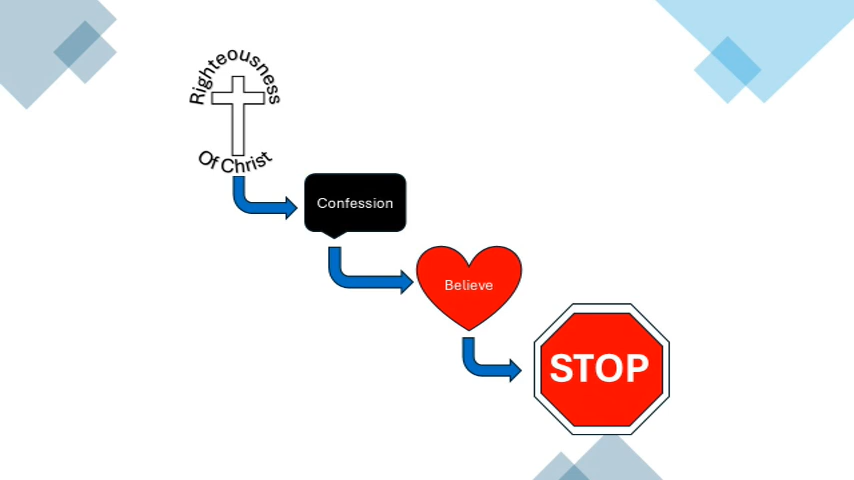 Righteousness
Of Christ
Confession
Believe
STOP